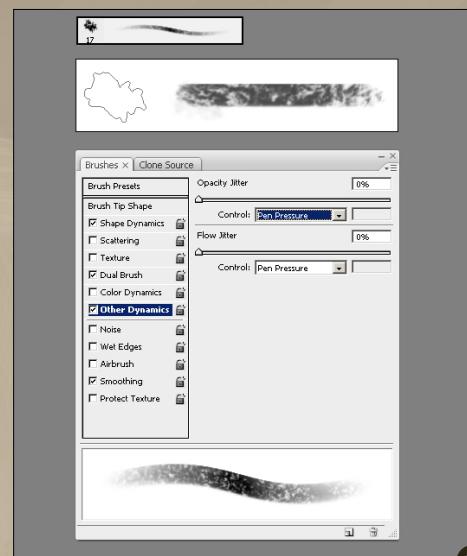 17
Brushes × Clone Source
Brush Presets
Brush Tip Shape
Shape Dynamics
Scattering
Texture
Dual Brush
Color Dynamics
Other Dynamics
Noise
Wet Edges
Airbrush
Smoothing
Protect Texture
Opacity Jitter 0%
Control: Pen Pressure
Flow Jitter 0%
Control: Pen Pressure